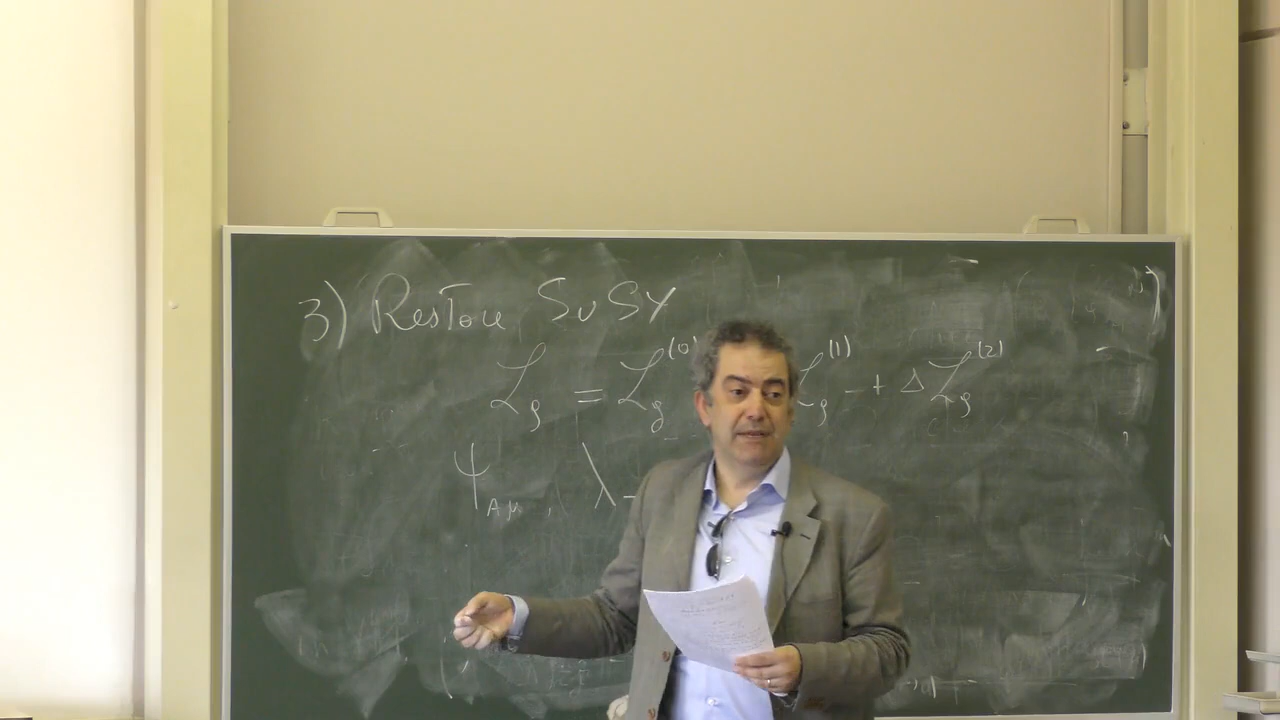 3) RESTORE SUSY
ℒ_g = ℒ_g^(0) ℒ_g^(1) + Δℒ_g^(2)
ψ_Aμ, λ